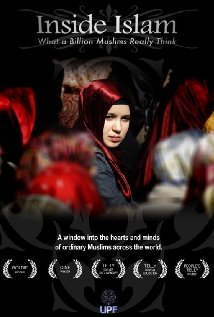 Inside Islam
What a Billion Muslims Really Think
A window into the hearts and minds
of ordinary Muslims across the world.
UPF